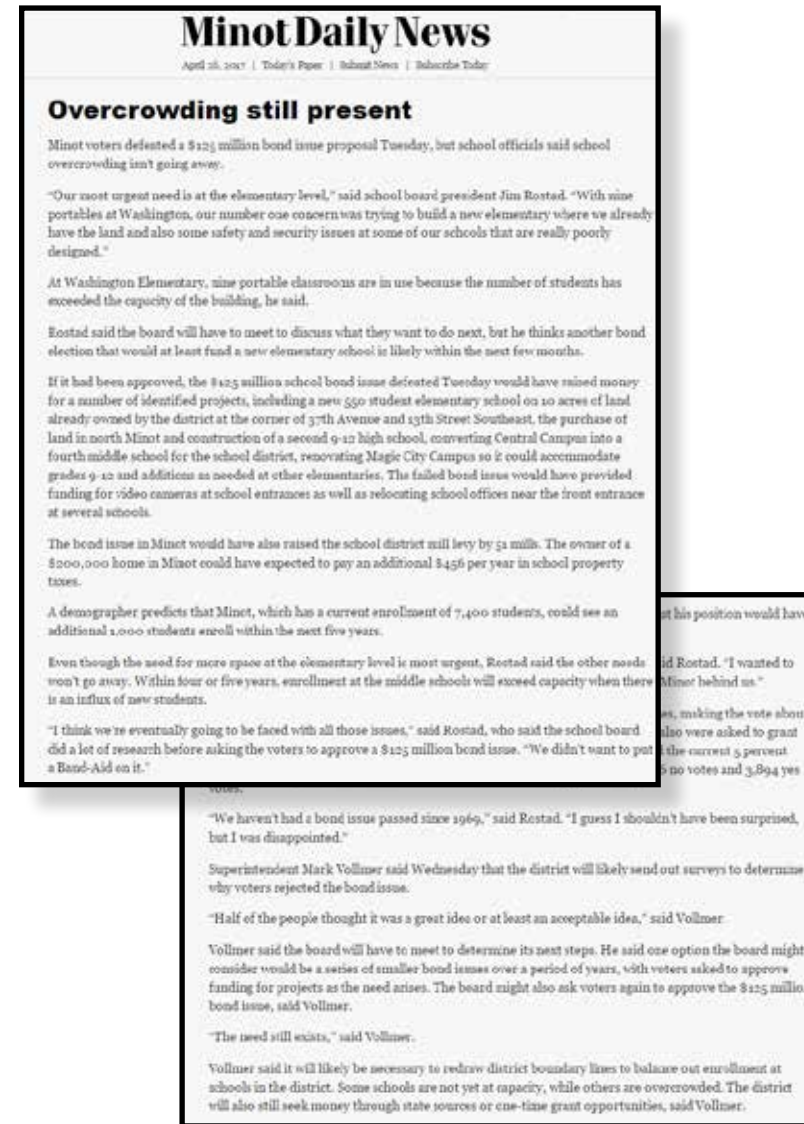 Minot Daily News
April 26, 2017 | Today's Paper | Submit News | Subscribe Today
Overcrowding still present
Minot voters defeated a $125 million bond issue proposal Tuesday, but school officials said school
overcrowding isn't going away.
"Our most urgent need is at the elementary level," said school board president Jim Rostad. "With nine
portables at Washington, our number one concern was trying to build a new elementary where we already
have the land and also some safety and security issues at some of our schools that are really poorly
designed."
At Washington Elementary, nine portable classrooms are in use because the number of students has
exceeded the capacity of the building, he said.
Rostad said the board will have to meet to discuss what they want to do next, but he thinks another bond
election that would at least fund a new elementary school is likely within the next few months.
If it had been approved, the $125 million school bond issue defeated Tuesday would have raised money
for a number of identified projects, including a new 550 student elementary school on 10 acres of land
already owned by the district at the corner of 37th Avenue and 13th Street Southeast, the purchase of
land in north Minot and construction of a second 9-12 high school, converting Central Campus into a
fourth middle school for the school district, renovating Magic City Campus so it could accommodate
grades 9-12 and additions as needed at other elementaries. The failed bond issue would have provided
funding for video cameras at school entrances as well as relocating school offices near the front entrance
at several schools.
The bond issue in Minot would have also raised the school district mill levy by 51 mills. The owner of a
$200,000 home in Minot could have expected to pay an additional $456 per year in school property
taxes.
A demographer predicts that Minot, which has a current enrollment of 7,400 students, could see an
additional 1,000 students enroll within the next five years.
Even though the need for more space at the elementary level is most urgent, Rostad said the other needs
won't go away. Within four or five years, enrollment at the middle schools will exceed capacity when there
is an influx of new students.
"I think we're eventually going to be faced with all those issues," said Rostad, who said the school board
did a lot of research before asking the voters to approve a $125 million bond issue. "We didn't want to put
a Band-Aid on it."
his position would have
Rostad. "I wanted to
Minot behind us."
making the vote about
also were asked to grant
the current 5 percent
no votes and 3,894 yes
votes.
"We haven't had a bond issue passed since 1969," said Rostad. "I guess I shouldn't have been surprised,
but I was disappointed."
Superintendent Mark Vollmer said Wednesday that the district will likely send out surveys to determine
why voters rejected the bond issue.
"Half of the people thought it was a great idea or at least an acceptable idea," said Vollmer
Vollmer said the board will have to meet to determine its next steps. He said one option the board might
consider would be a series of smaller bond issues over a period of years, with voters asked to approve
funding for projects as the need arises. The board might also ask voters again to approve the $125 millio
bond issue, said Vollmer.
"The need still exists," said Vollmer.
Vollmer said it will likely be necessary to redraw district boundary lines to balance out enrollment at
schools in the district. Some schools are not yet at capacity, while others are overcrowded. The district
will also still seek money through state sources or one-time grant opportunities, said Vollmer.